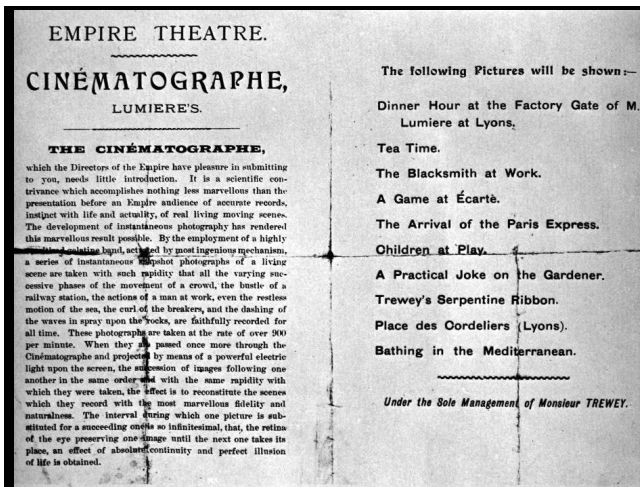 EMPIRE THEATRE.
CINÉMATOGRAPHE,
LUMIERE'S.
THE CINÉMATOGRAPHE,
which the Directors of the Empire have pleasure in submitting
to you, needs little introduction. It is a scientific con-
trivance which accomplishes nothing less marvellous than the
presentation before an Empire audience of accurate records,
instinct with life and actuality, of real living moving scenes.
The development of instantaneous photography has rendered
this marvellous result possible. By the employment of a highly
band, actuated by most ingenious mechanism,
a series of instantaneous snapshot photographs of a living
scene are taken with such rapidity that all the varying suc-
cessive phases of the movement of a crowd, the bustle of a
railway station, the actions of a man at work, even the restless
motion of the sea, the curl of the breakers, and the dashing of
the waves in spray upon the rocks, are faithfully recorded for
all time. These photographs are taken at the rate of over 900
per minute. When they are passed once more through the
Cinématographe and projected by means of a powerful electric
light upon the screen, the succession of images following one
another in the same order and with the same rapidity with
which they were taken, the effect is to reconstitute the scenes
which they record with the most marvellous fidelity and
naturalness. The interval during which one picture is sub-
stituted for a succeeding one is so infinitesimal, that, the retina
of the eye preserving one image until the next one takes its
place, an effect of absolute continuity and perfect illusion
of life is obtained.
The following Pictures will be shown:—
Dinner Hour at the Factory Gate of M.
Lumiere at Lyons.
Tea Time.
The Blacksmith at Work.
A Game at Écartè.
The Arrival of the Paris Express.
Children at Play.
A Practical Joke on the Gardener.
Trewey's Serpentine Ribbon.
Place des Cordeliers (Lyons).
Bathing in the Mediterranean.
Under the Sole Management of Monsieur TREWEY.